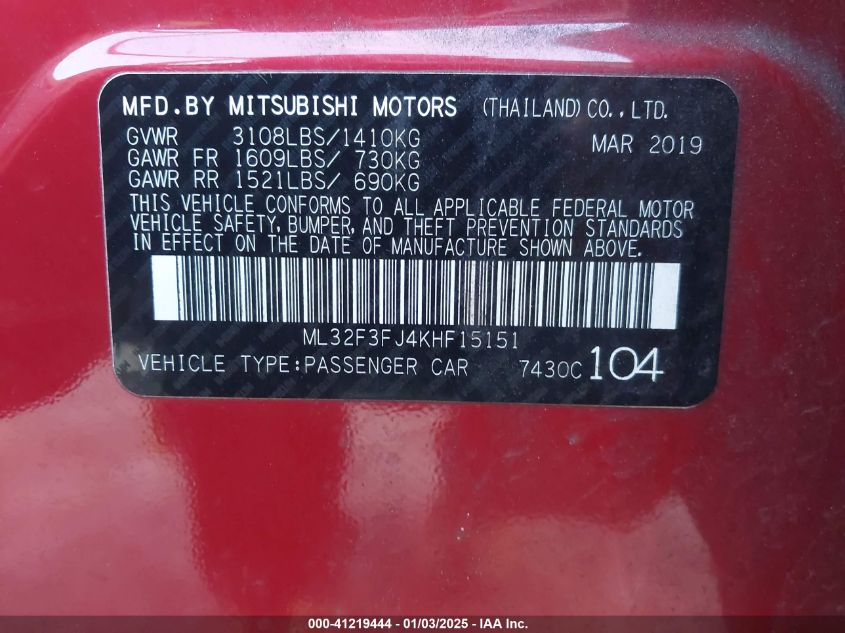 MFD.BY MITSUBISHI MOTORS (THAILAND) CO.,LTD.
GVWR 3108LBS/1410KG MAR 2019
GAWR FR 1609LBS/ 730KG
GAWR RR 1521LBS/ 690KG
THIS VEHICLE CONFORMS TO ALL APPLICABLE FEDERAL MOTOR
VEHICLE SAFETY, BUMPER, AND THEFT PREVENTION STANDARDS
IN EFFECT ON THE DATE OF MANUFACTURE SHOWN ABOVE.
ML32F3FJ4KHF15151
VEHICLE TYPE:PASSENGER CAR 7430C 104
000-41219444 - 01/03/2025 - IAA Inc.